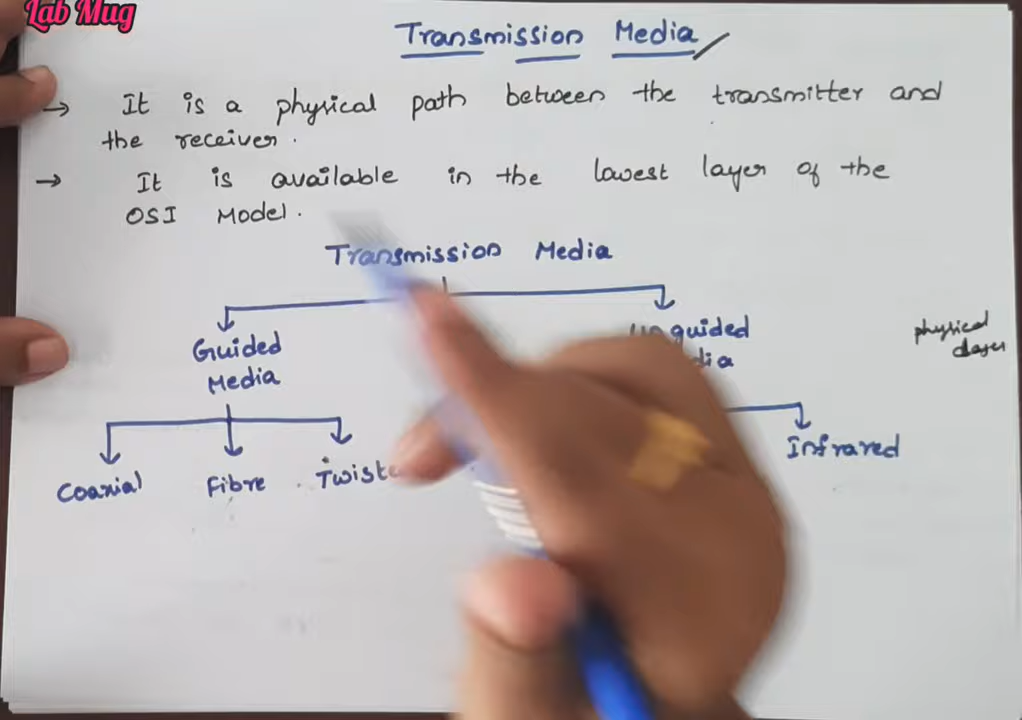 Lab Mug
Transmission Media
→ It is a physical path between the transmitter and
the receiver.
→ It is available in the lowest layer of the
OSI Model.
Transmission Media
Guided
Media
physical
Coaxial Fibre Infrared